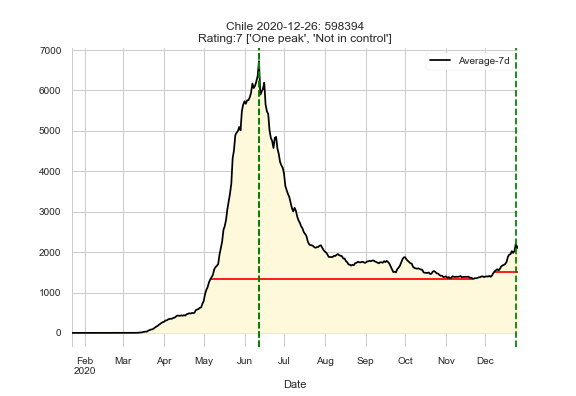 Chile 2020-12-26: 598394
Rating:7 ['One peak', 'Not in control']
Average-7d
7000
6000
5000
4000
3000
2000
1000
0
Feb Mar Apr May Jun Jul Aug Sep Oct Nov Dec
2020
Date